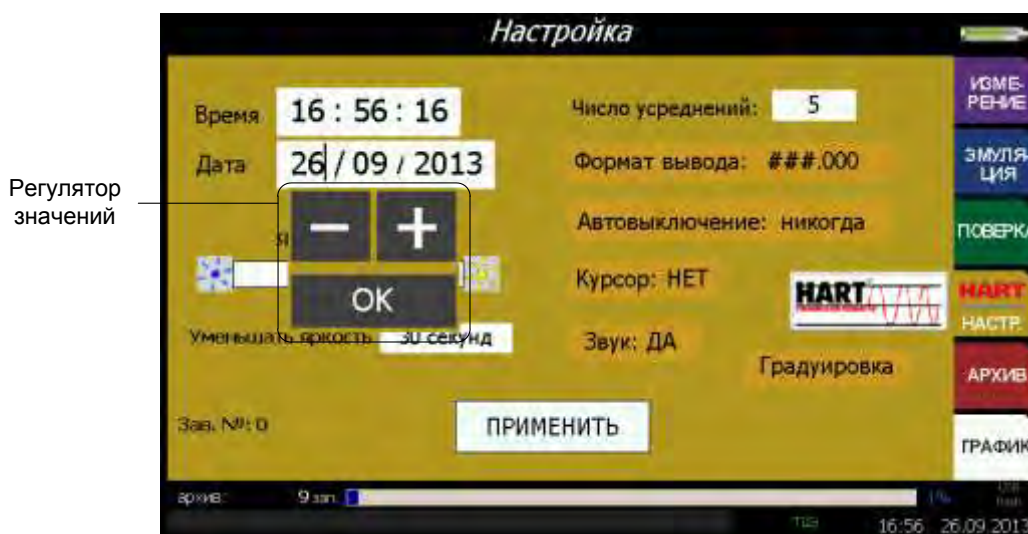 Настройка
Регулятор
значений
Время 16 : 56 : 16
Дата 26 / 09 / 2013
Я
− +
OK
Уменьшать яркость 30 секунд
Зав. №: 0
Число усреднений: 5
Формат вывода: ###.000
Автовыключение: никогда
Курсор: НЕТ
HART
Звук: ДА
Градуировка
ПРИМЕНИТЬ
ИЗМЕ-
РЕНИЕ
ЭМУЛЯ-
ЦИЯ
ПОВЕРКА
HART
НАСТР.
АРХИВ
ГРАФИК
архив: 9 зап. 1%
16:56 26.09.2013